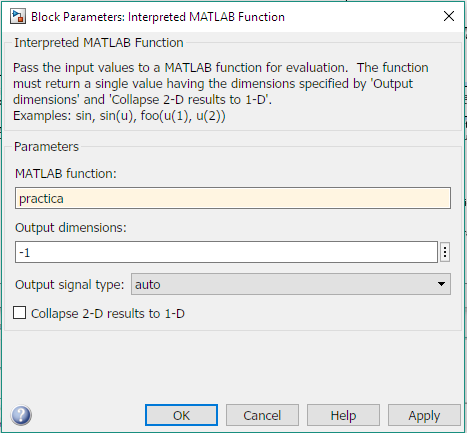 Block Parameters: Interpreted MATLAB Function
Interpreted MATLAB Function
Pass the input values to a MATLAB function for evaluation. The function
must return a single value having the dimensions specified by 'Output
dimensions' and 'Collapse 2-D results to 1-D'.
Examples: sin, sin(u), foo(u(1), u(2))
Parameters
MATLAB function:
practica
Output dimensions:
-1
Output signal type: auto
Collapse 2-D results to 1-D
OK Cancel Help Apply